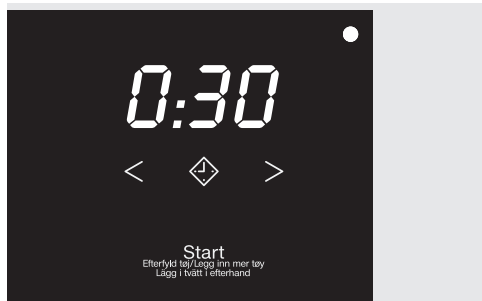 0:30
< >
Start
Efterfyld tøj/Legg inn mer tøy
Lägg i tvätt i efterhand